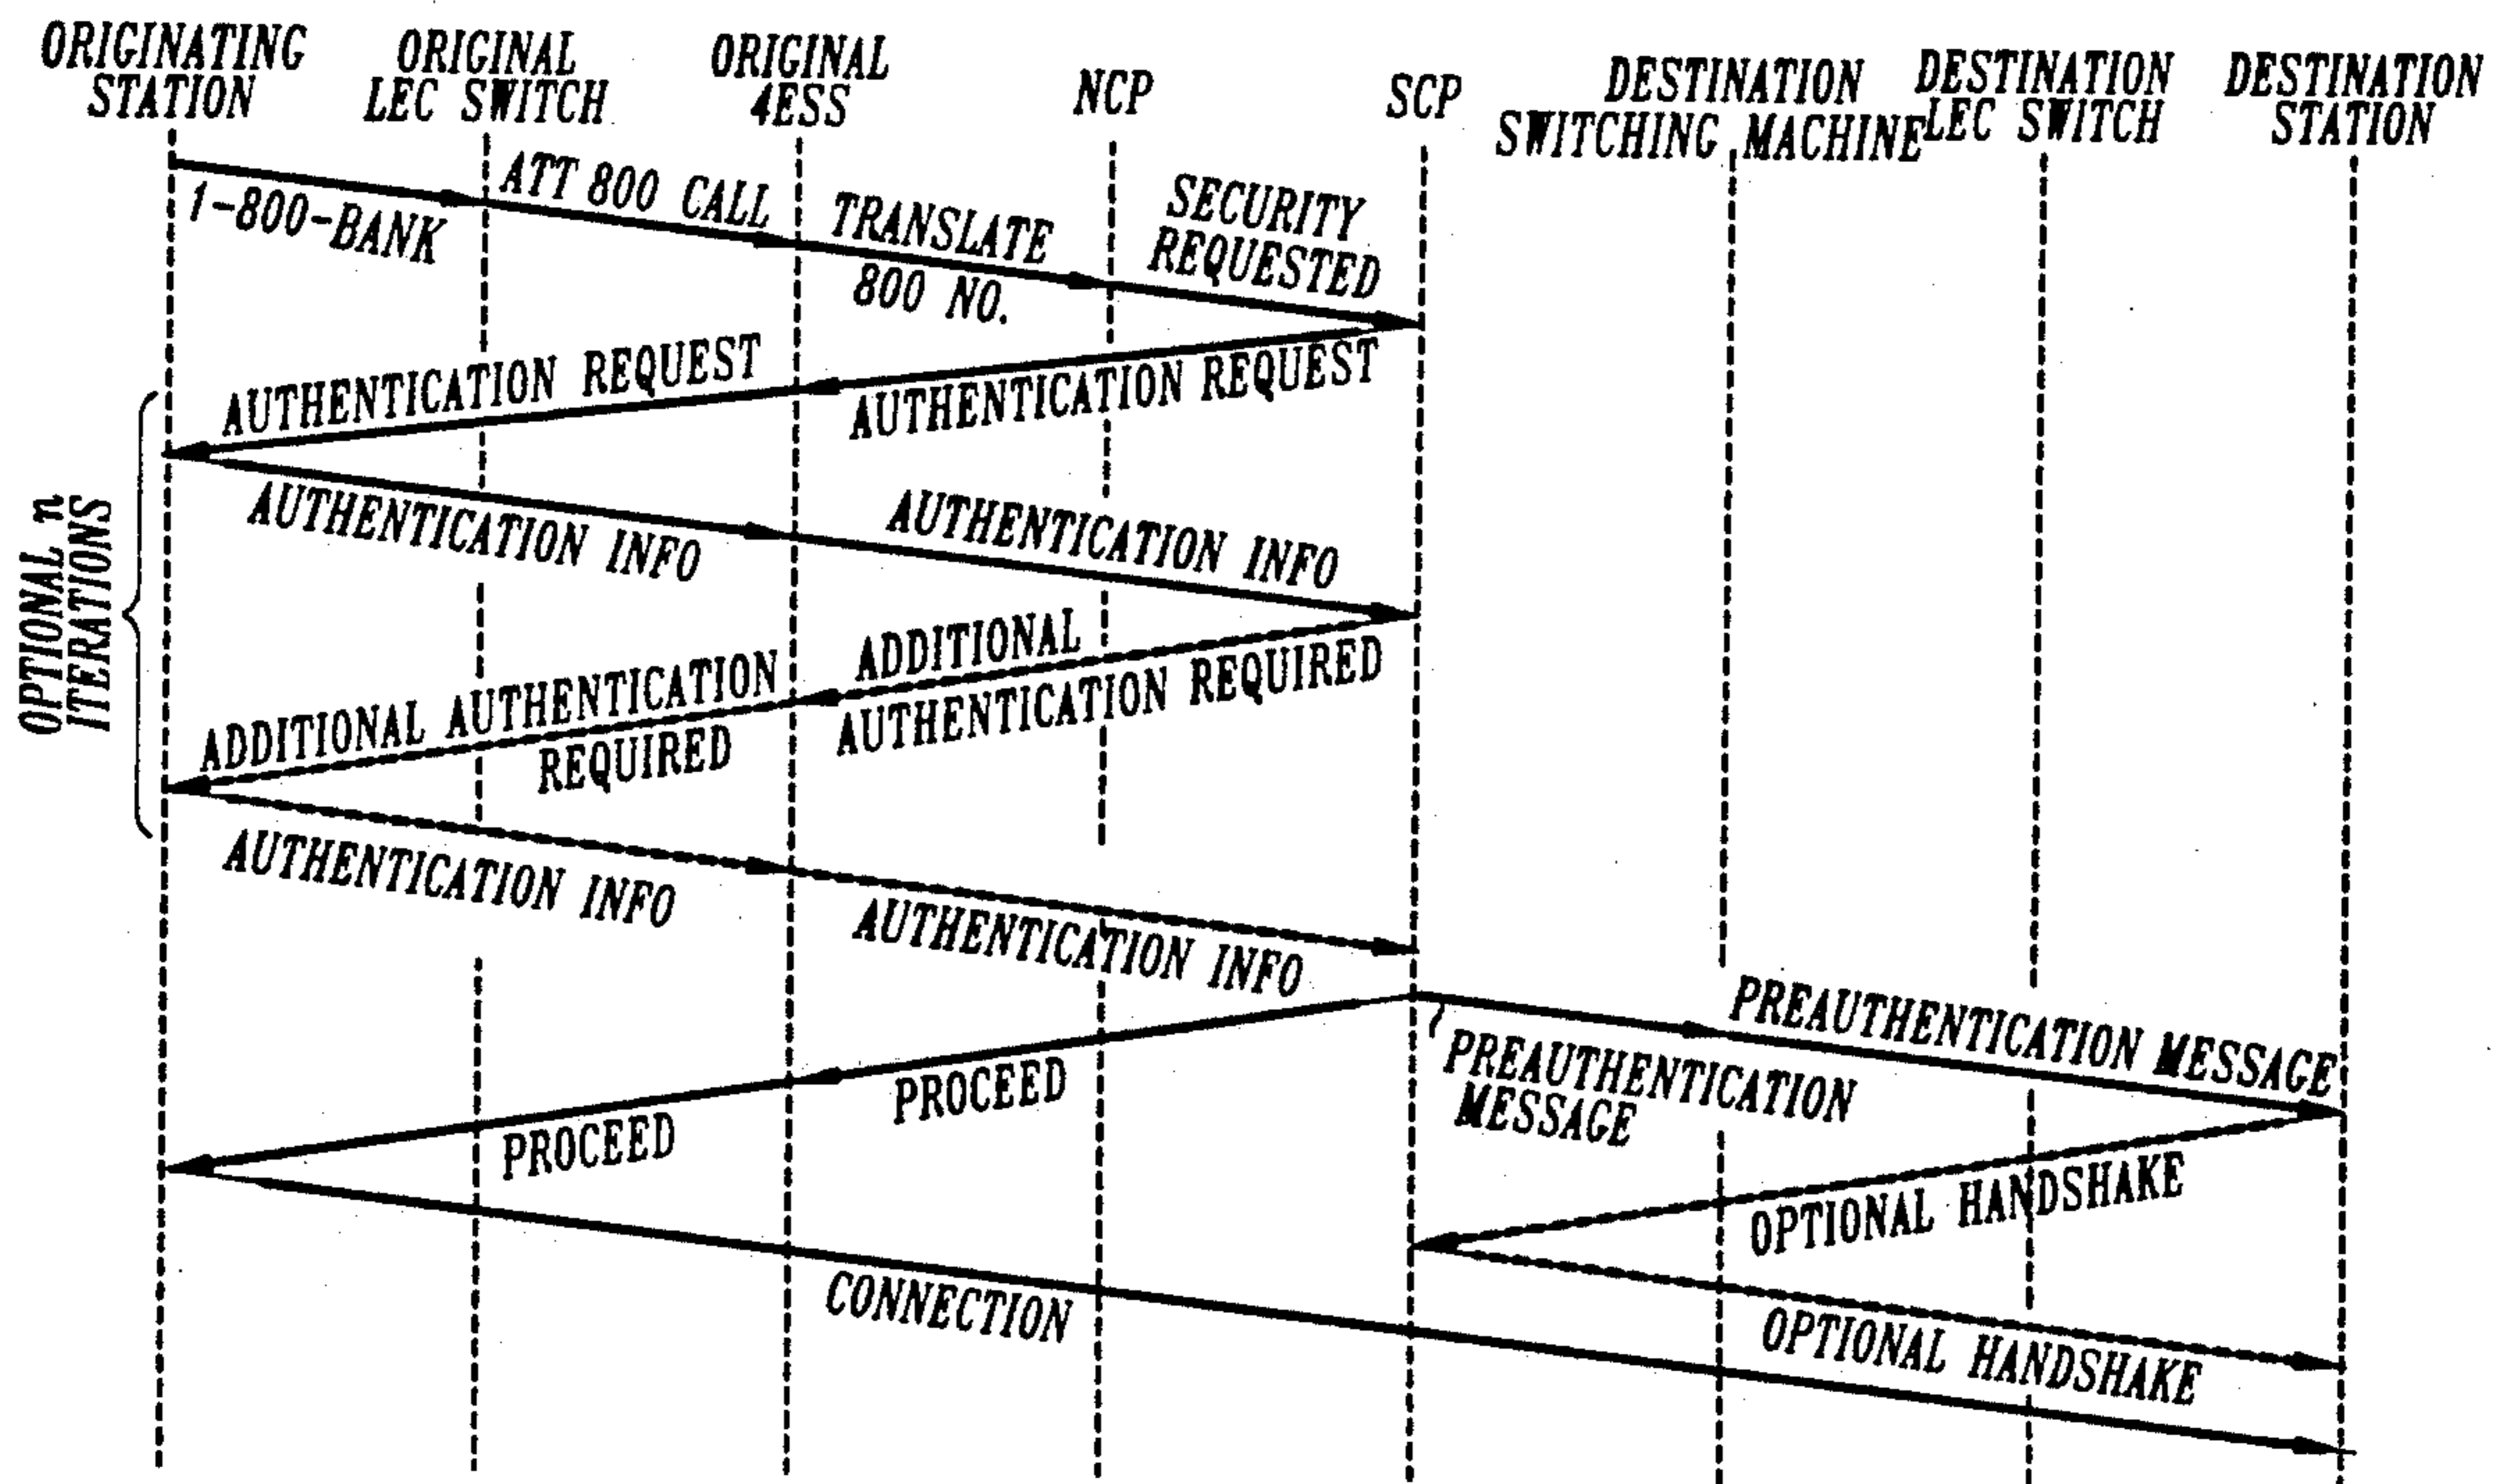 ORIGINATING
STATION
ORIGINAL
LEC SWITCH
ORIGINAL
4ESS
NCP
SCP
DESTINATION
SWITCHING MACHINE
DESTINATION
LEC SWITCH
DESTINATION
STATION
1-800-BANK
ATT 800 CALL
TRANSLATE
800 NO.
SECURITY
REQUESTED
AUTHENTICATION REQUEST
AUTHENTICATION REQUEST
OPTIONAL n
ITERATIONS
AUTHENTICATION INFO
AUTHENTICATION INFO
ADDITIONAL
AUTHENTICATION REQUIRED
ADDITIONAL AUTHENTICATION
REQUIRED
AUTHENTICATION INFO
AUTHENTICATION INFO
PREAUTHENTICATION MESSAGE
PREAUTHENTICATION
MESSAGE
PROCEED
PROCEED
OPTIONAL HANDSHAKE
CONNECTION
OPTIONAL HANDSHAKE